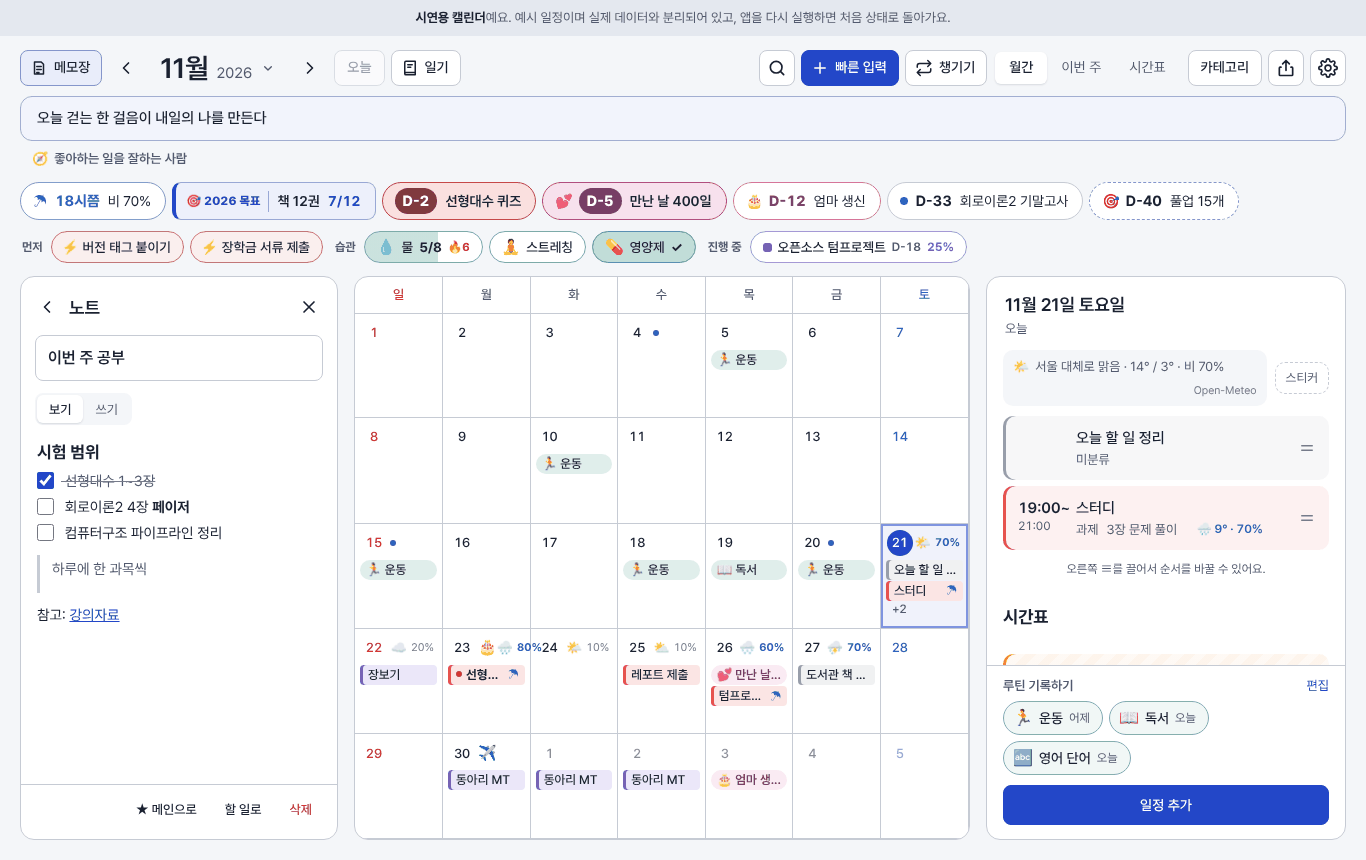 시연용 캘린더예요. 예시 일정이며 실제 데이터와 분리되어 있고, 앱을 다시 실행하면 처음 상태로 돌아가요.
메모장 11월 2026 오늘 일기 빠른 입력 챙기기 월간 이번 주 시간표 카테고리
오늘 걷는 한 걸음이 내일의 나를 만든다
좋아하는 일을 잘하는 사람
18시쯤 비 70% 2026 목표 책 12권 7/12 D-2 선형대수 퀴즈 D-5 만난 날 400일 D-12 엄마 생신 D-33 회로이론2 기말고사 D-40 풀업 15개
먼저 버전 태그 붙이기 장학금 서류 제출 습관 물 5/8 6 스트레칭 영양제 진행 중 오픈소스 텀프로젝트 D-18 25%
노트
이번 주 공부
보기 쓰기
시험 범위
선형대수 1~3장
회로이론2 4장 페이저
컴퓨터구조 파이프라인 정리
하루에 한 과목씩
참고: 강의자료
★ 메인으로 할 일로 삭제
일 월 화 수 목 금 토
1 2 3 4 5 6 7
운동
8 9 10 11 12 13 14
운동
15 16 17 18 19 20 21 70%
운동 운동 독서 운동 오늘 할 일 ...
스터디
+2
22 20% 23 80% 24 10% 25 10% 26 60% 27 70% 28
장보기 선형... 레포트 제출 만난 날... 도서관 책 ...
텀프로...
29 30 1 2 3 4 5
동아리 MT 동아리 MT 동아리 MT 엄마 생...
11월 21일 토요일
오늘
서울 대체로 맑음 · 14° / 3° · 비 70%
Open-Meteo
스티커
오늘 할 일 정리
미분류
19:00~ 스터디
21:00 과제 3장 문제 풀이 9° · 70%
오른쪽 ≡를 끌어서 순서를 바꿀 수 있어요.
시간표
루틴 기록하기 편집
운동 어제 독서 오늘
abc 영어 단어 오늘
일정 추가